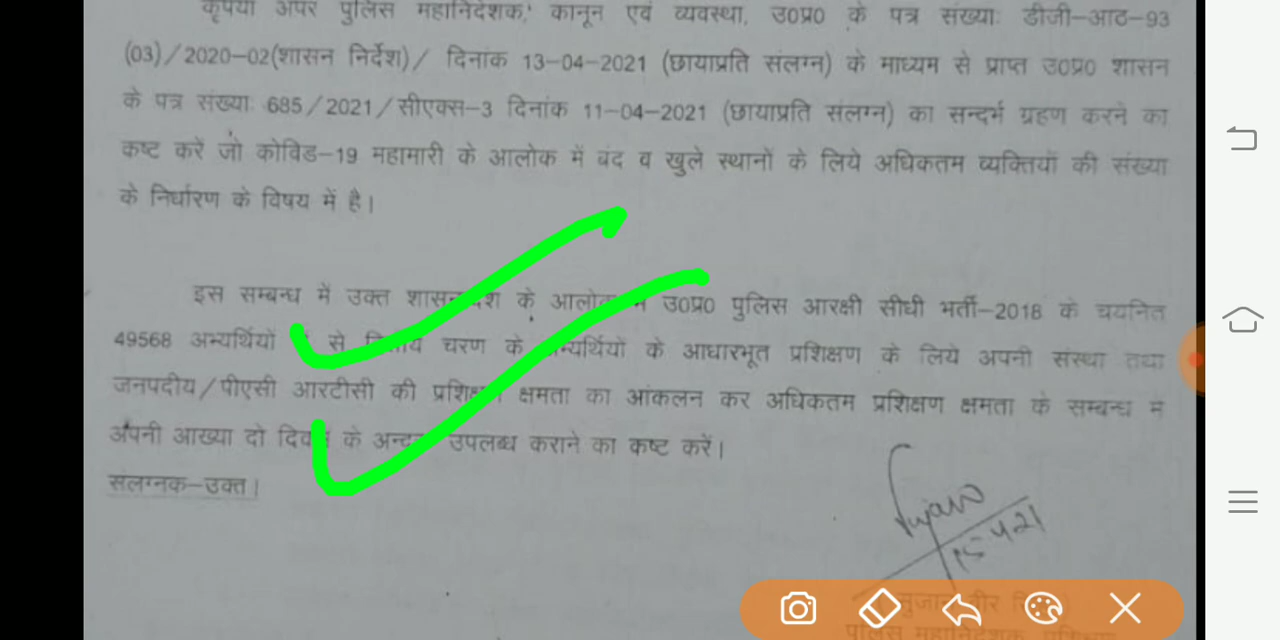 कृपया अपर पुलिस महानिदेशक, कानून एवं व्यवस्था, उ0प्र0 के पत्र संख्याः डीजी–आठ–93
(03)/2020–02(शासन निर्देश)/ दिनांक 13–04–2021 (छायाप्रति संलग्न) के माध्यम से प्राप्त उ0प्र0 शासन
के पत्र संख्या 685/2021/सीएक्स–3 दिनांक 11–04–2021 (छायाप्रति संलग्न) का सन्दर्भ ग्रहण करने का
कष्ट करें जो कोविड–19 महामारी के आलोक में बंद व खुले स्थानों के लिये अधिकतम व्यक्तियों की संख्या
के निर्धारण के विषय में है।
इस सम्बन्ध में उक्त के आलोक उ0प्र0 पुलिस आरक्षी सीधी भर्ती–2018 के चयनित
49568 अभ्यर्थियों से चरण के अभ्यर्थियों के आधारभूत प्रशिक्षण के लिये अपनी संस्था तथा
जनपदीय/पीएसी आरटीसी की प्रशिक्षण क्षमता का आंकलन कर अधिकतम प्रशिक्षण क्षमता के सम्बन्ध में
अपनी आख्या दो के उपलब्ध कराने का कष्ट करें।
संलग्नक–उक्त।
15-4-21